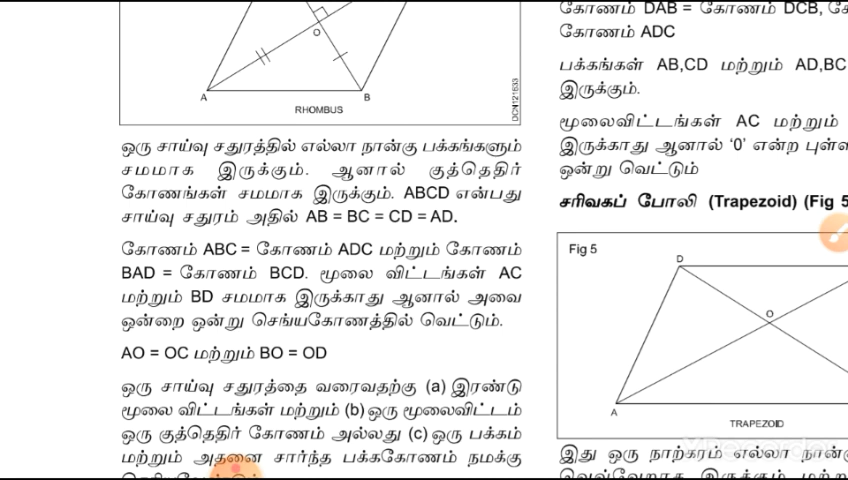 O
A
B
RHOMBUS
DCN121633
ஒரு சாய்வு சதுரத்தில் எல்லா நான்கு பக்கங்களும்
சமமாக இருக்கும். ஆனால் குத்தெதிர்
கோணங்கள் சமமாக இருக்கும். ABCD என்பது
சாய்வு சதுரம் அதில் AB = BC = CD = AD.
கோணம் ABC = கோணம் ADC மற்றும் கோணம்
BAD = கோணம் BCD. மூலை விட்டங்கள் AC
மற்றும் BD சமமாக இருக்காது ஆனால் அவை
ஒன்றை ஒன்று செங்யகோணத்தில் வெட்டும்.
AO = OC மற்றும் BO = OD
ஒரு சாய்வு சதுரத்தை வரைவதற்கு (a) இரண்டு
மூலை விட்டங்கள் மற்றும் (b) ஒரு மூலைவிட்டம்
ஒரு குத்தெதிர் கோணம் அல்லது (c) ஒரு பக்கம்
மற்றும் அதனை சார்ந்த பக்ககோணம் நமக்கு
கோணம் DAB = கோணம் DCB,
கோணம் ADC
பக்கங்கள் AB,CD மற்றும் AD,BC
இருக்கும்.
மூலைவிட்டங்கள் AC மற்றும்
இருக்காது ஆனால் ‘0’ என்ற
ஒன்று வெட்டும்
சரிவகப் போலி (Trapezoid) (Fig 5
Fig 5
D
O
A
TRAPEZOID
இது ஒரு நாற்கரம் எல்லா